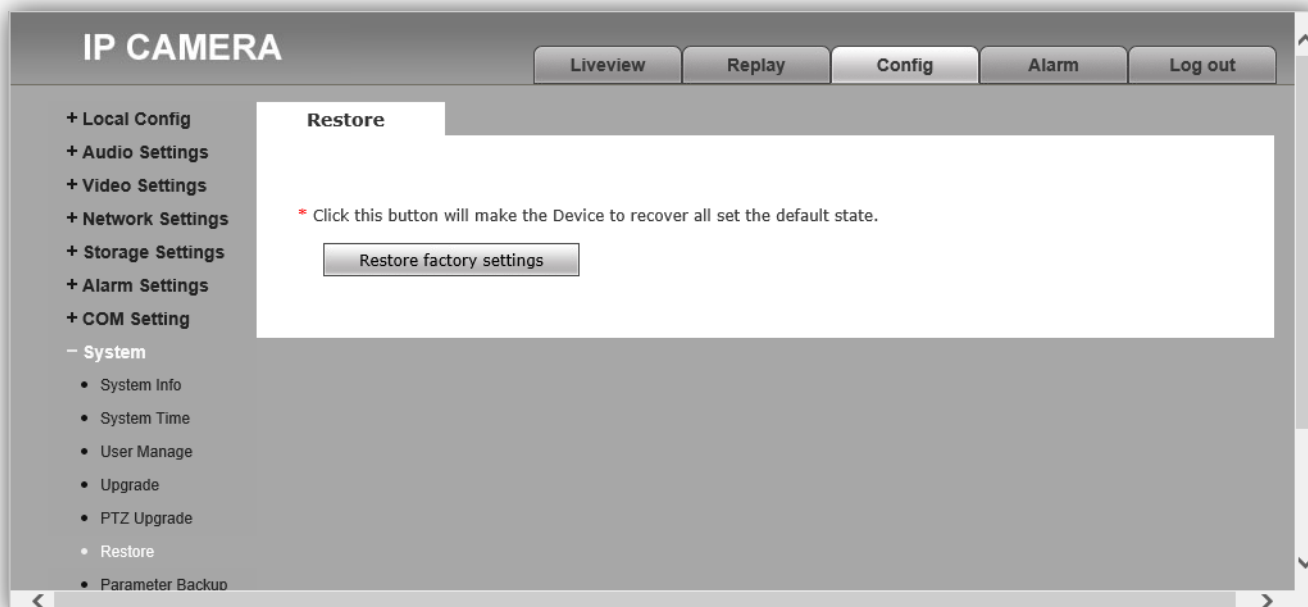 IP CAMERA
Liveview Replay Config Alarm Log out
+ Local Config
+ Audio Settings
+ Video Settings
+ Network Settings
+ Storage Settings
+ Alarm Settings
+ COM Setting
− System
• System Info
• System Time
• User Manage
• Upgrade
• PTZ Upgrade
• Restore
• Parameter Backup
Restore
* Click this button will make the Device to recover all set the default state.
Restore factory settings